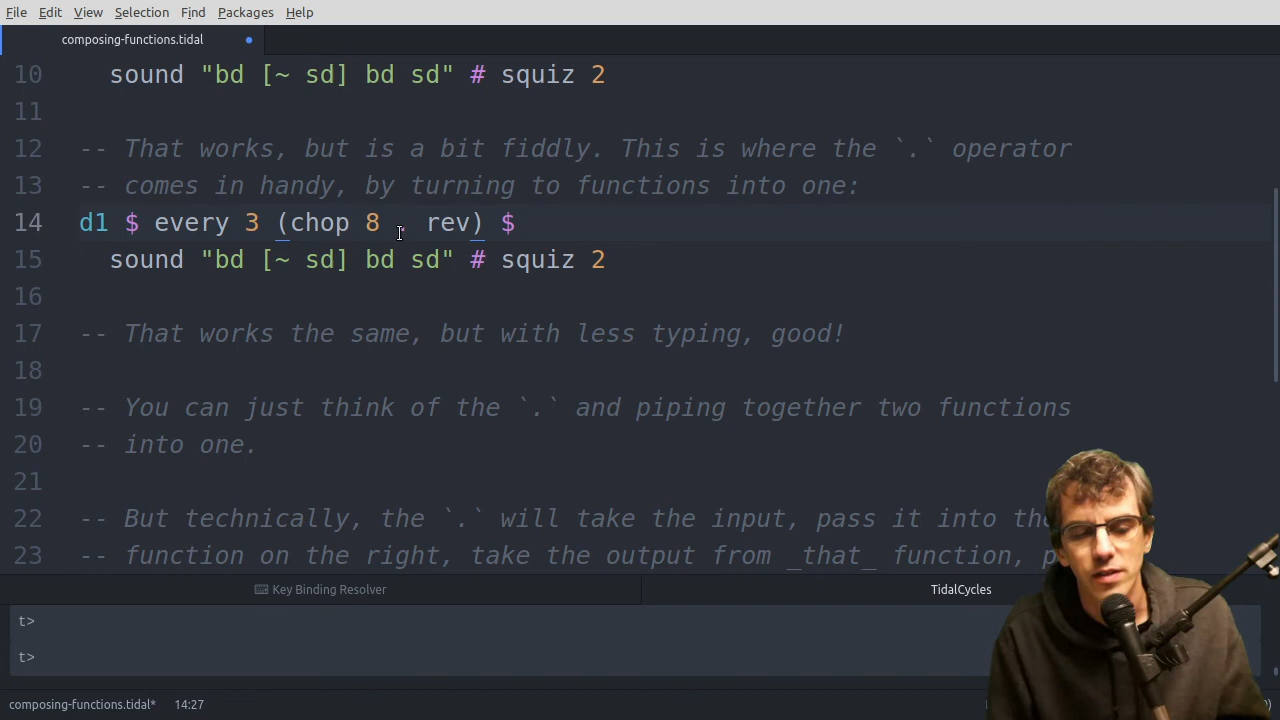 File Edit View Selection Find Packages Help
composing-functions.tidal
10 sound "bd [~ sd] bd sd" # squiz 2
11
12 -- That works, but is a bit fiddly. This is where the `.` operator
13 -- comes in handy, by turning to functions into one:
14 d1 $ every 3 (chop 8 . rev) $
15 sound "bd [~ sd] bd sd" # squiz 2
16
17 -- That works the same, but with less typing, good!
18
19 -- You can just think of the `.` and piping together two functions
20 -- into one.
21
22 -- But technically, the `.` will take the input, pass it into the
23 -- function on the right, take the output from _that_ function, p
Key Binding Resolver TidalCycles
t>
t>
composing-functions.tidal* 14:27